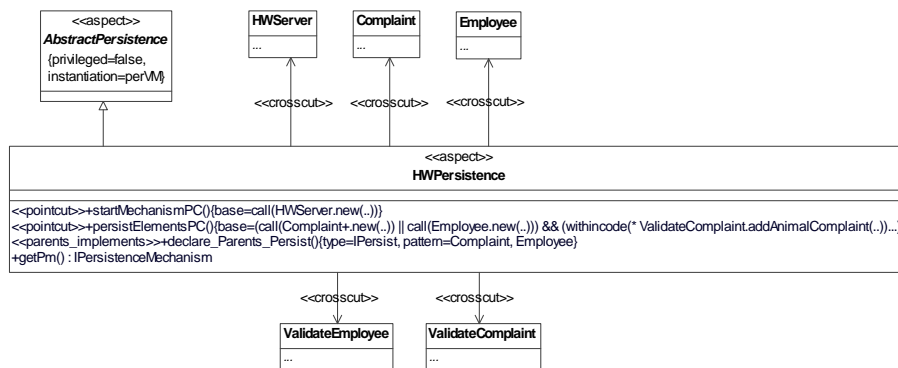 <<aspect>>
AbstractPersistence
{privileged=false,
instantiation=perVM}
HWServer
...
Complaint
...
Employee
...
<<crosscut>>
<<crosscut>>
<<crosscut>>
<<aspect>>
HWPersistence
<<pointcut>>+startMechanismPC(){base=call(HWServer.new(..))}
<<pointcut>>+persistElementsPC(){base=(call(Complaint+.new(..)) || call(Employee.new(..))) && (withincode(* ValidateComplaint.addAnimalComplaint(..))...}
<<parents_implements>>+declare_Parents_Persist(){type=IPersist, pattern=Complaint, Employee}
+getPm() : IPersistenceMechanism
<<crosscut>>
<<crosscut>>
ValidateEmployee
...
ValidateComplaint
...